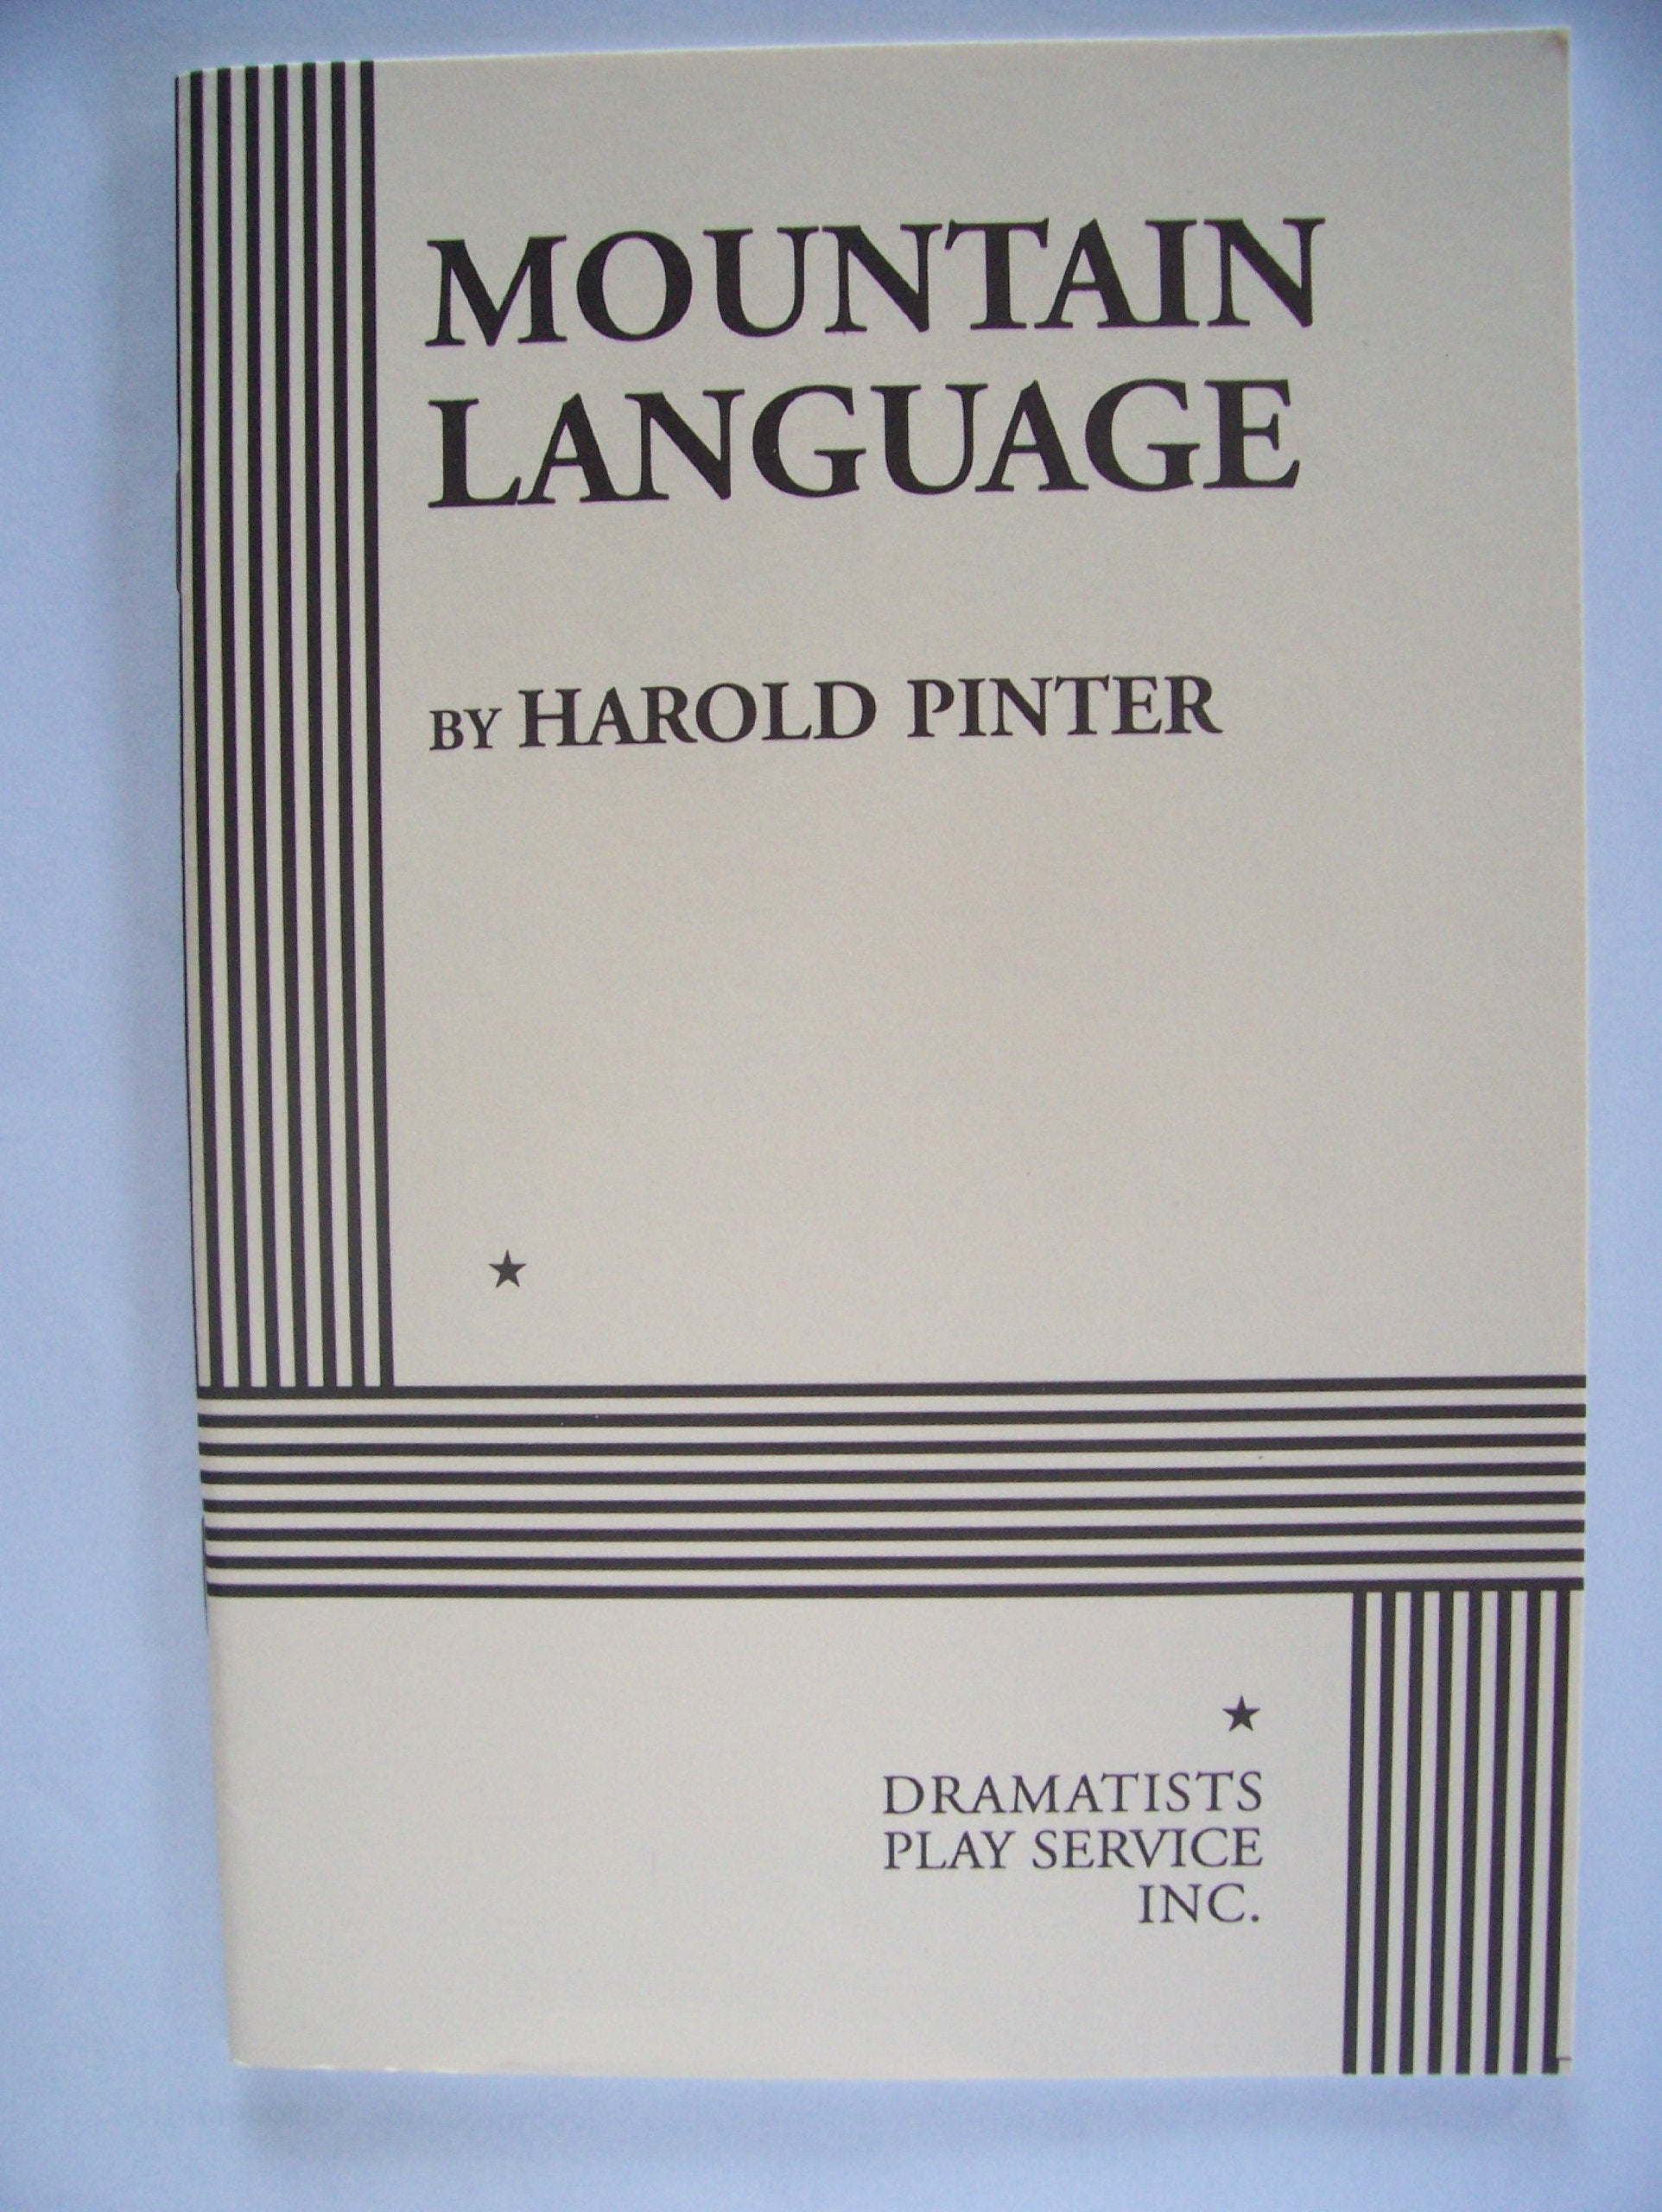 MOUNTAIN
LANGUAGE
BY HAROLD PINTER
DRAMATISTS
PLAY SERVICE
INC.